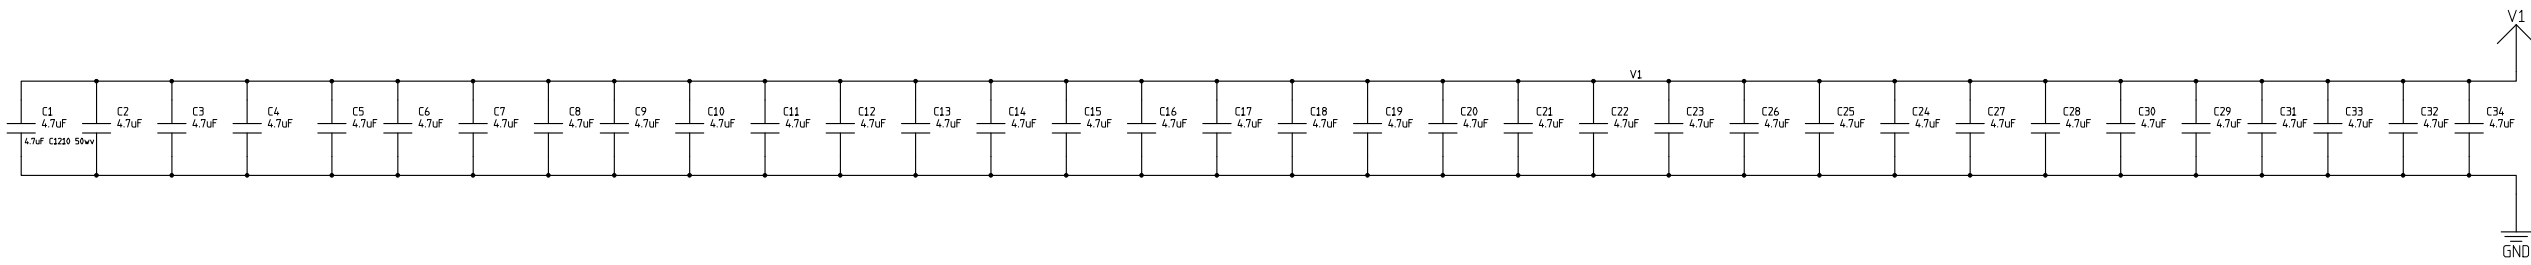 V1
V1
C1 C2 C3 C4 C5 C6 C7 C8 C9 C10 C11 C12 C13 C14 C15 C16 C17 C18 C19 C20 C21 C22 C23 C26 C25 C24 C27 C28 C30 C29 C31 C33 C32 C34
4.7uF 4.7uF 4.7uF 4.7uF 4.7uF 4.7uF 4.7uF 4.7uF 4.7uF 4.7uF 4.7uF 4.7uF 4.7uF 4.7uF 4.7uF 4.7uF 4.7uF 4.7uF 4.7uF 4.7uF 4.7uF 4.7uF 4.7uF 4.7uF 4.7uF 4.7uF 4.7uF 4.7uF 4.7uF 4.7uF 4.7uF 4.7uF 4.7uF 4.7uF
4.7uF C1210 50wv
GND